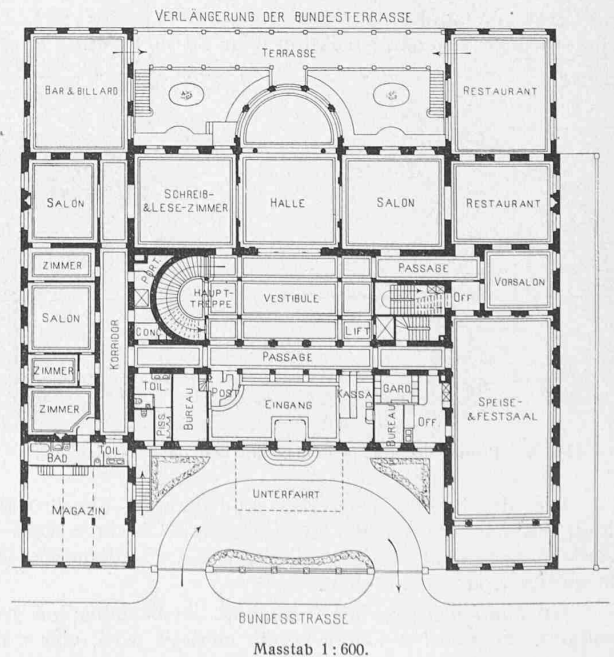 VERLÄNGERUNG DER BUNDESTERRASSE
TERRASSE
BAR & BILLARD
RESTAURANT
SALON
SCHREIB-
& LESE-ZIMMER
HALLE
SALON
RESTAURANT
ZIMMER
PORT.
HAUPT-
TREPPE
VESTIBULE
PASSAGE
OFF
VORSALON
SALON
KORRIDOR
CONC.
LIFT
PASSAGE
ZIMMER
ZIMMER
TOIL
PISS.
BUREAU
POST
EINGANG
KASSA
GARD.
BUREAU
OFF.
SPEISE-
& FESTSAAL
BAD
TOIL
MAGAZIN
UNTERFAHRT
BUNDESSTRASSE
Masstab 1 : 600.